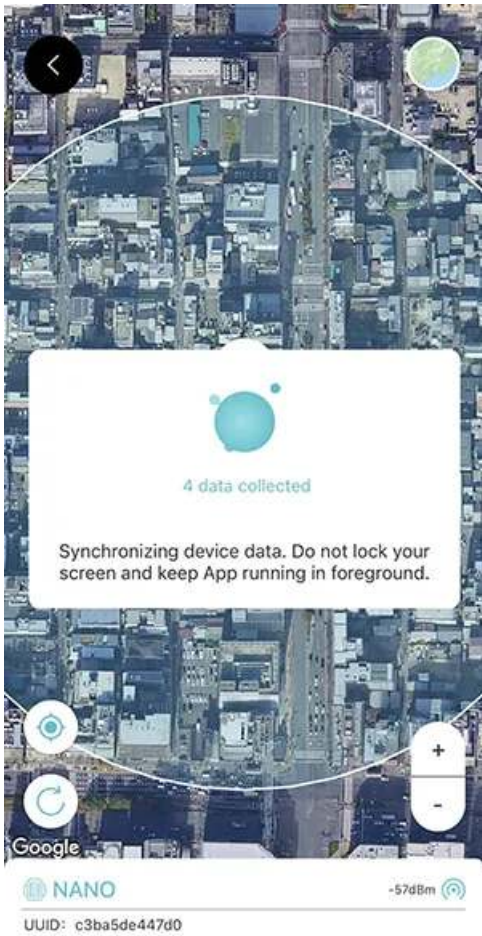 4 data collected
Synchronizing device data. Do not lock your
screen and keep App running in foreground.
+
-
Google
NANO
-57dBm
UUID: c3ba5de447d0